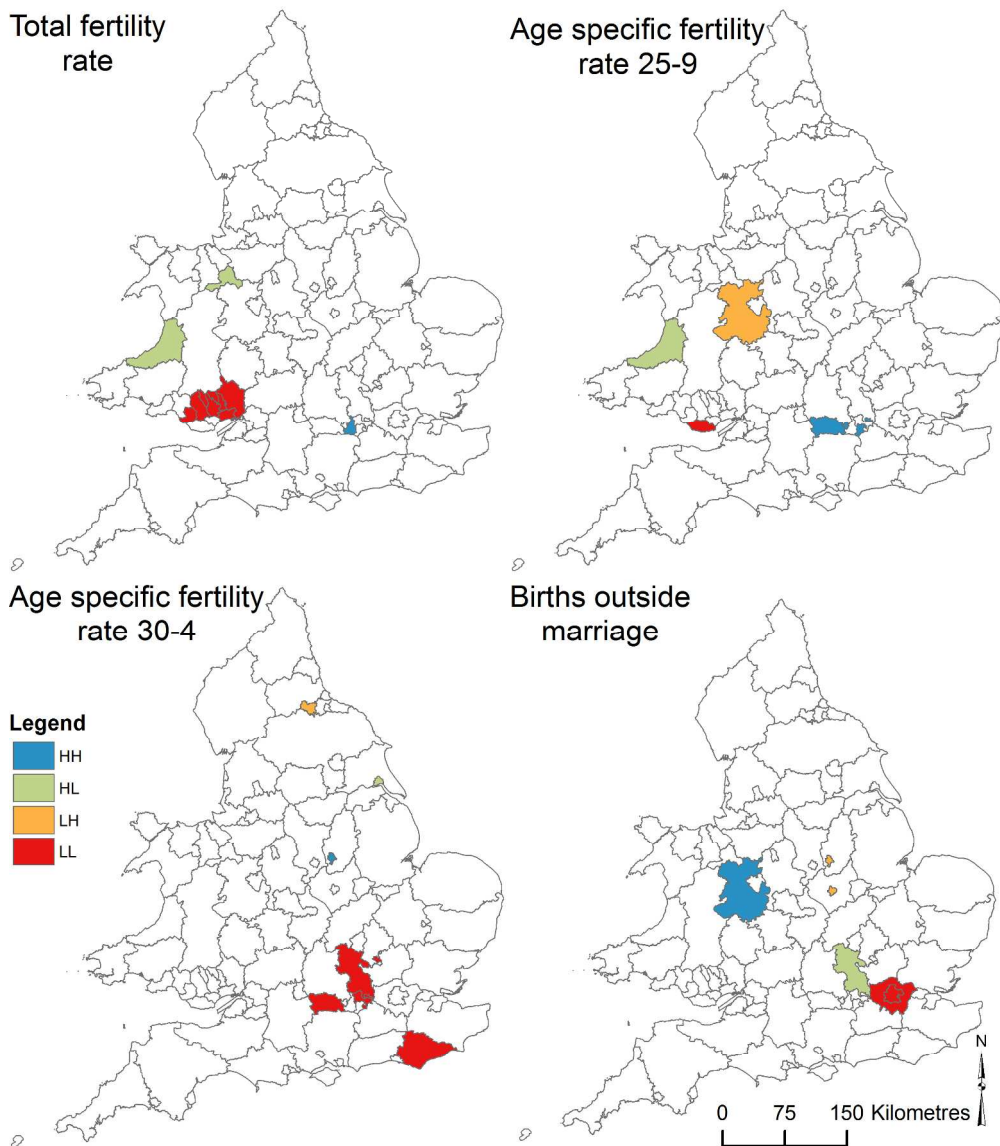 Total fertility
rate
Age specific fertility
rate 25-9
Age specific fertility
rate 30-4
Births outside
marriage
Legend
HH
HL
LH
LL
N
0 75 150 Kilometres